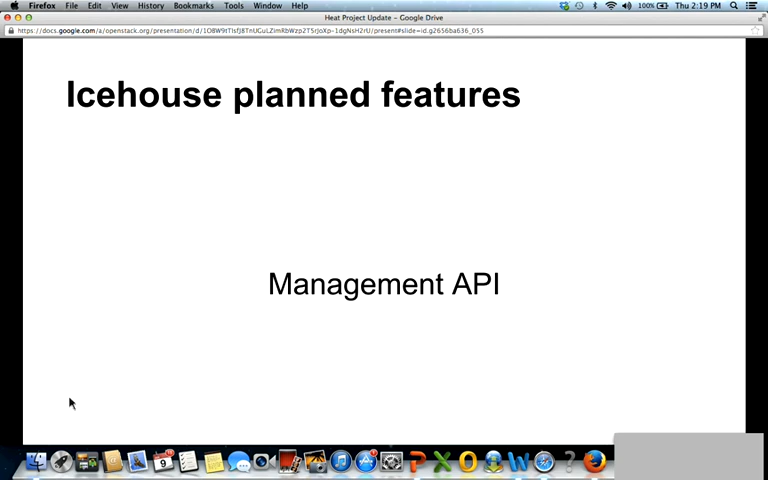 Firefox File Edit View History Bookmarks Tools Window Help 100% Thu 2:19 PM
Heat Project Update – Google Drive
Icehouse planned features
Management API